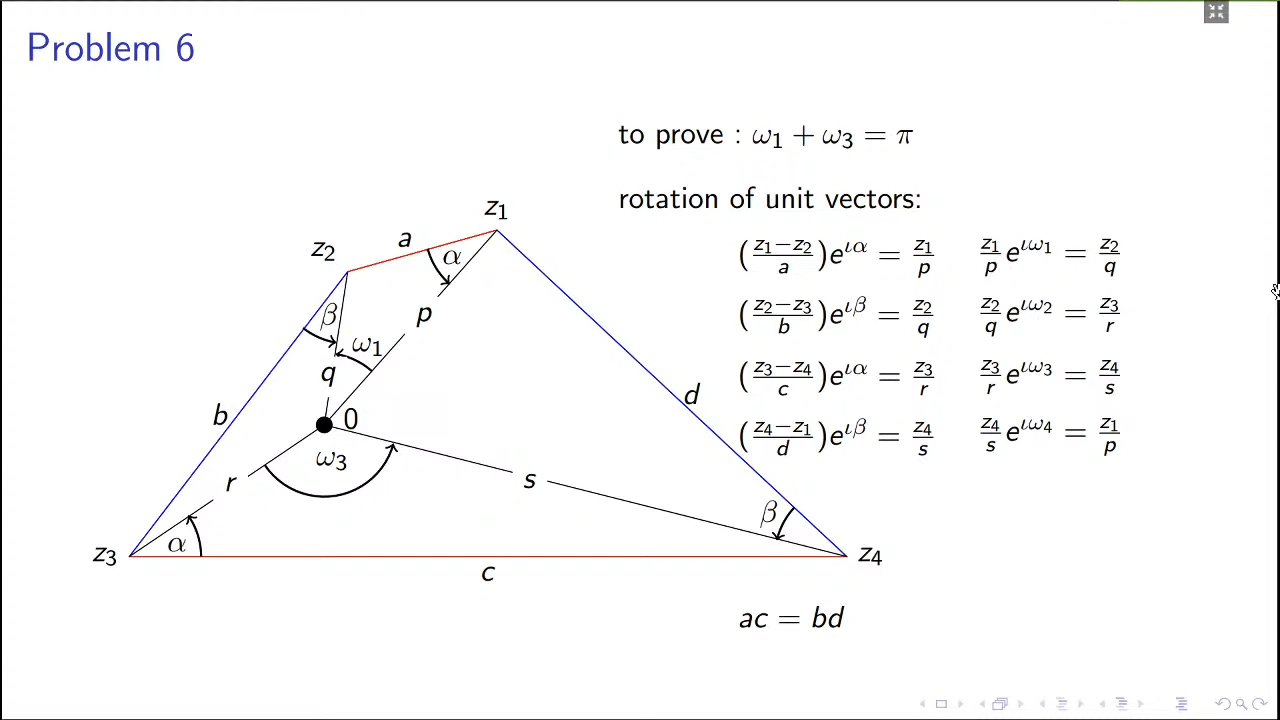 Problem 6
to prove : ω₁ + ω₃ = π
rotation of unit vectors:
(z₁−z₂/a)e^{ια} = z₁/p   z₁/p e^{ιω₁} = z₂/q
(z₂−z₃/b)e^{ιβ} = z₂/q   z₂/q e^{ιω₂} = z₃/r
(z₃−z₄/c)e^{ια} = z₃/r   z₃/r e^{ιω₃} = z₄/s
(z₄−z₁/d)e^{ιβ} = z₄/s   z₄/s e^{ιω₄} = z₁/p
ac = bd
z₁
a
z₂
α
β
p
ω₁
q
d
b
0
ω₃
r
s
β
α
z₃
z₄
c